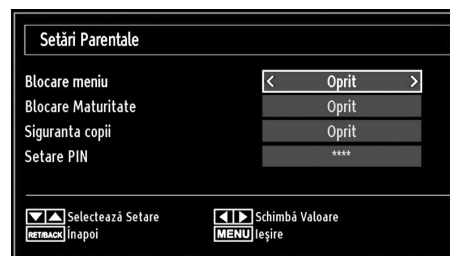 Setări Parentale
Blocare meniu < Oprit >
Blocare Maturitate Oprit
Siguranta copii Oprit
Setare PIN ****
▼▲ Selectează Setare ◀▶ Schimbă Valoare
RET/BACK Înapoi MENU Ieşire